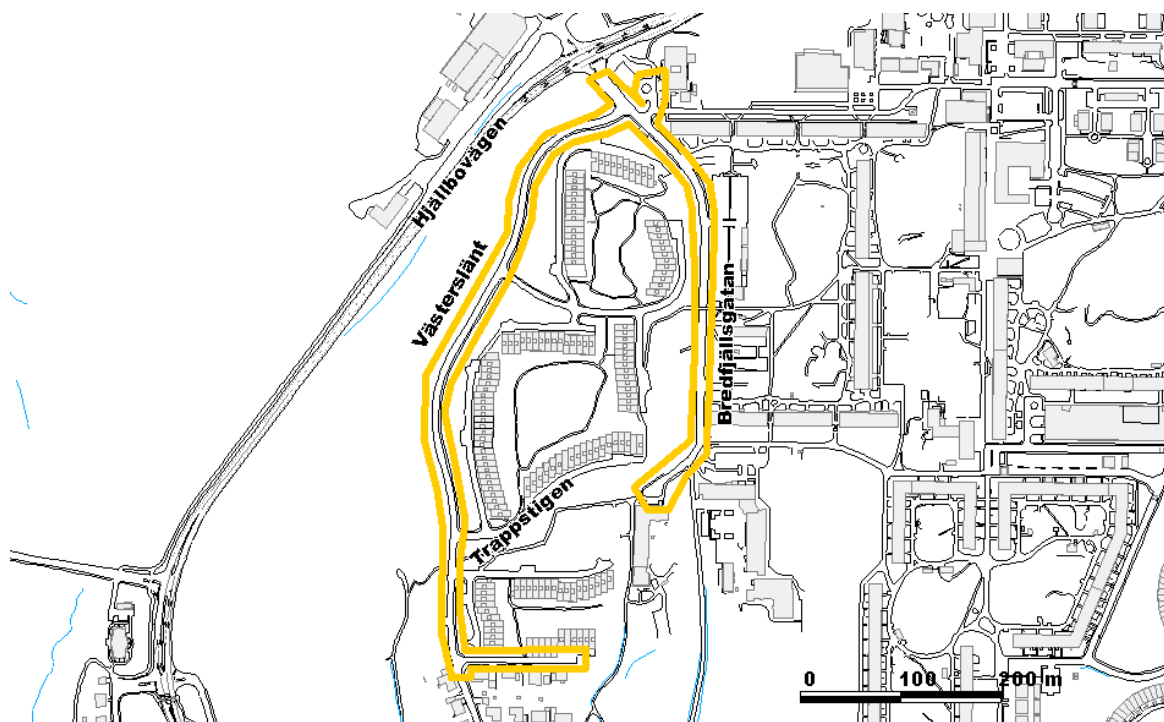 Hjällbovägen
Västerslänt
Bredfjällsgatan
Trappstigen
0 100 200 m